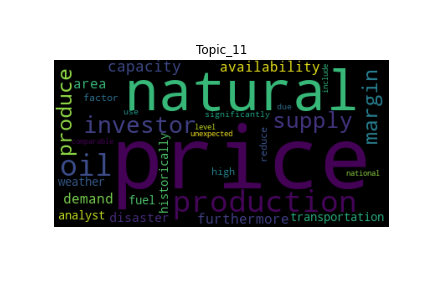 Topic_11
capacity availability
area natural include
factor
produce use significantly due margin
investor level supply
unexpected
comparable price reduce
oil historically
weather high national
demand fuel production
analyst disaster furthermore transportation